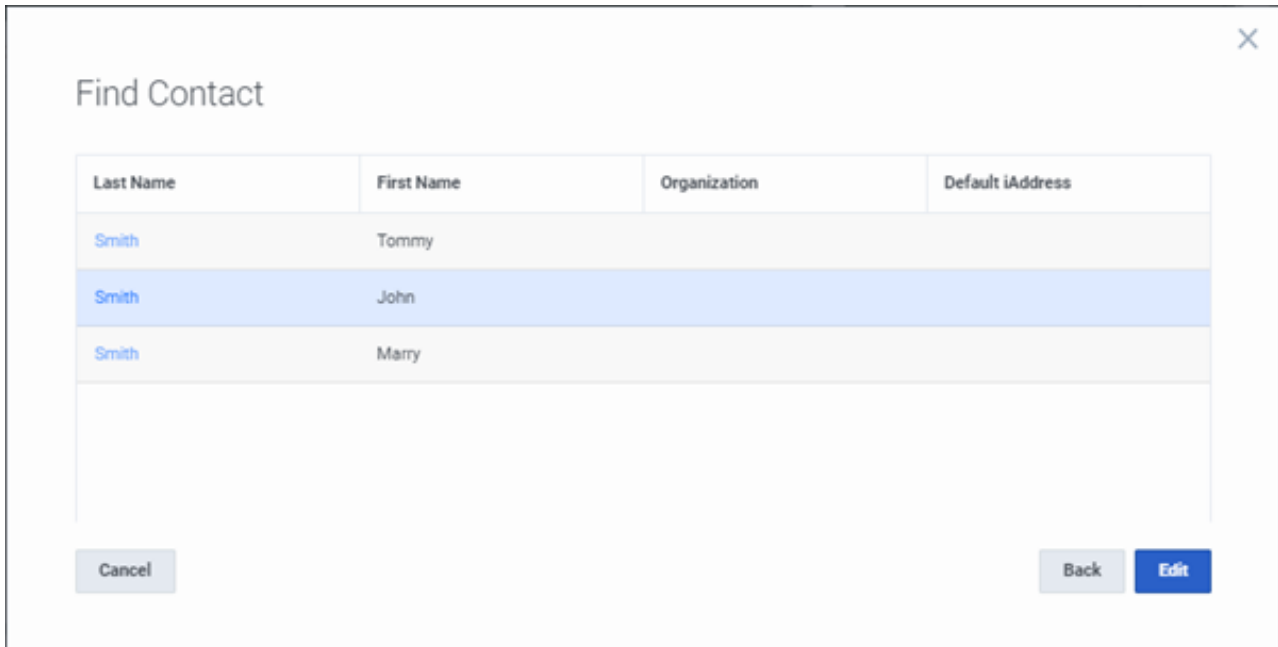 Find Contact
Last Name First Name Organization Default iAddress
Smith Tommy
Smith John
Smith Marry
Cancel Back Edit